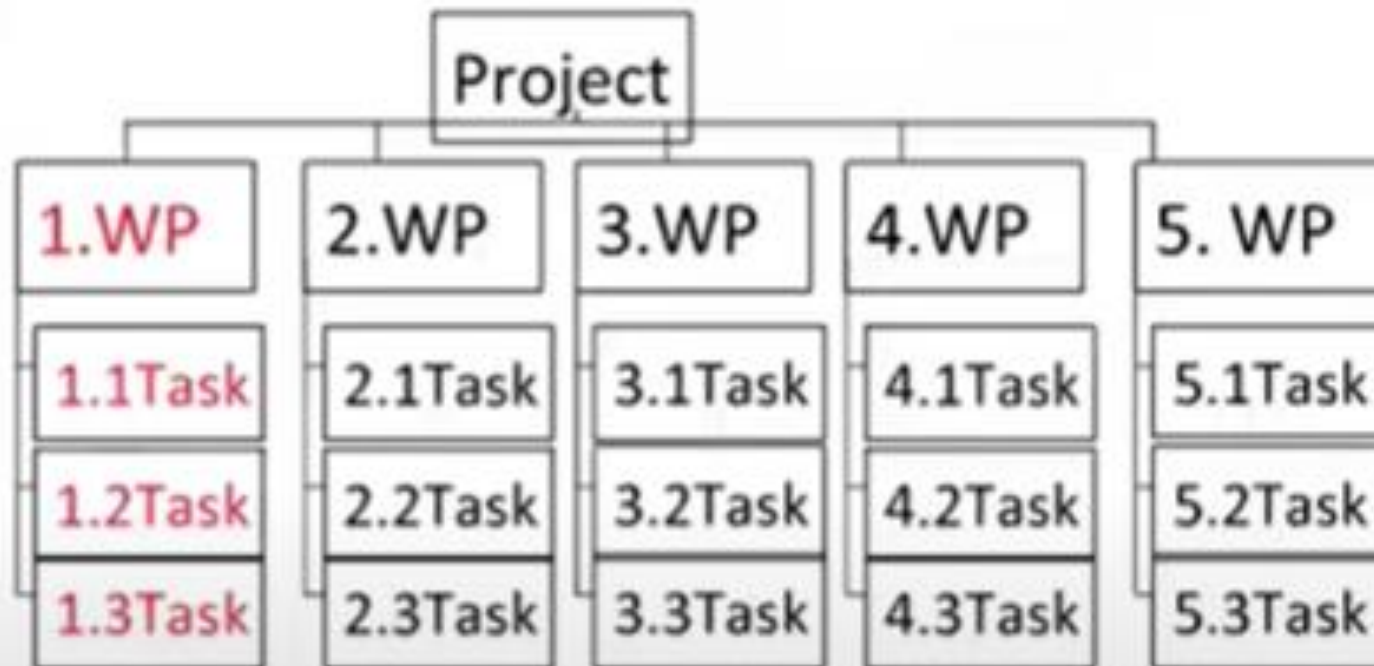 Project
1.WP
2.WP
3.WP
4.WP
5. WP
1.1Task
2.1Task
3.1Task
4.1Task
5.1Task
1.2Task
2.2Task
3.2Task
4.2Task
5.2Task
1.3Task
2.3Task
3.3Task
4.3Task
5.3Task